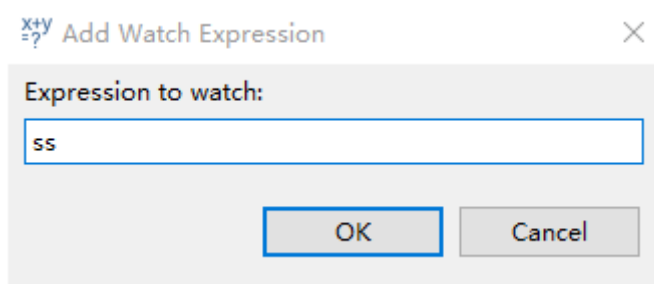 x+y
=?
Add Watch Expression
Expression to watch:
ss
OK
Cancel